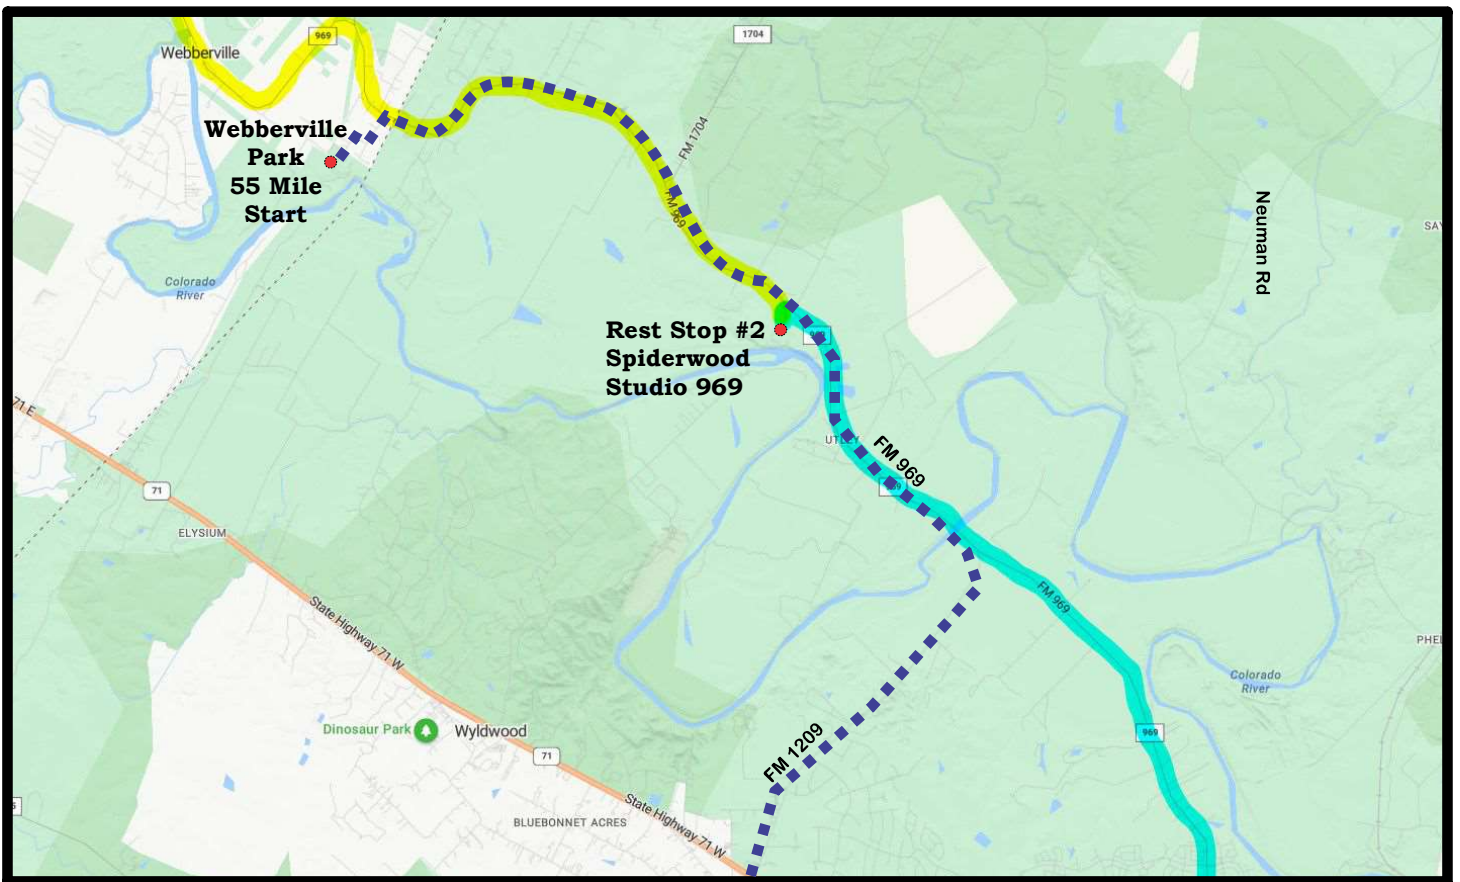 969
1704
Webberville
Webberville
Park
55 Mile
Start
FM 1704
FM 969
Neuman Rd
Colorado
River
Rest Stop #2
Spiderwood
Studio 969
969
71 E
UTLEY
FM 969
969
71
ELYSIUM
State Highway 71 W
FM 969
Colorado
River
Dinosaur Park
Wyldwood
969
71
FM 1209
State Highway 71 W
BLUEBONNET ACRES